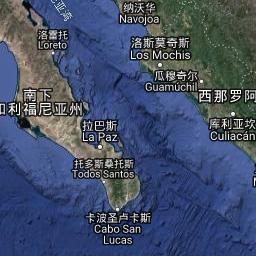 纳沃华
Navojoa
洛雷托
Loreto
洛斯莫奇斯
Los Mochis
瓜穆奇尔
Guamúchil
南下
和利福尼亚州
西那罗阿
库利亚坎
Culiacán
拉巴斯
La Paz
托多斯桑托斯
Todos Santos
卡波圣卢卡斯
Cabo San
Lucas